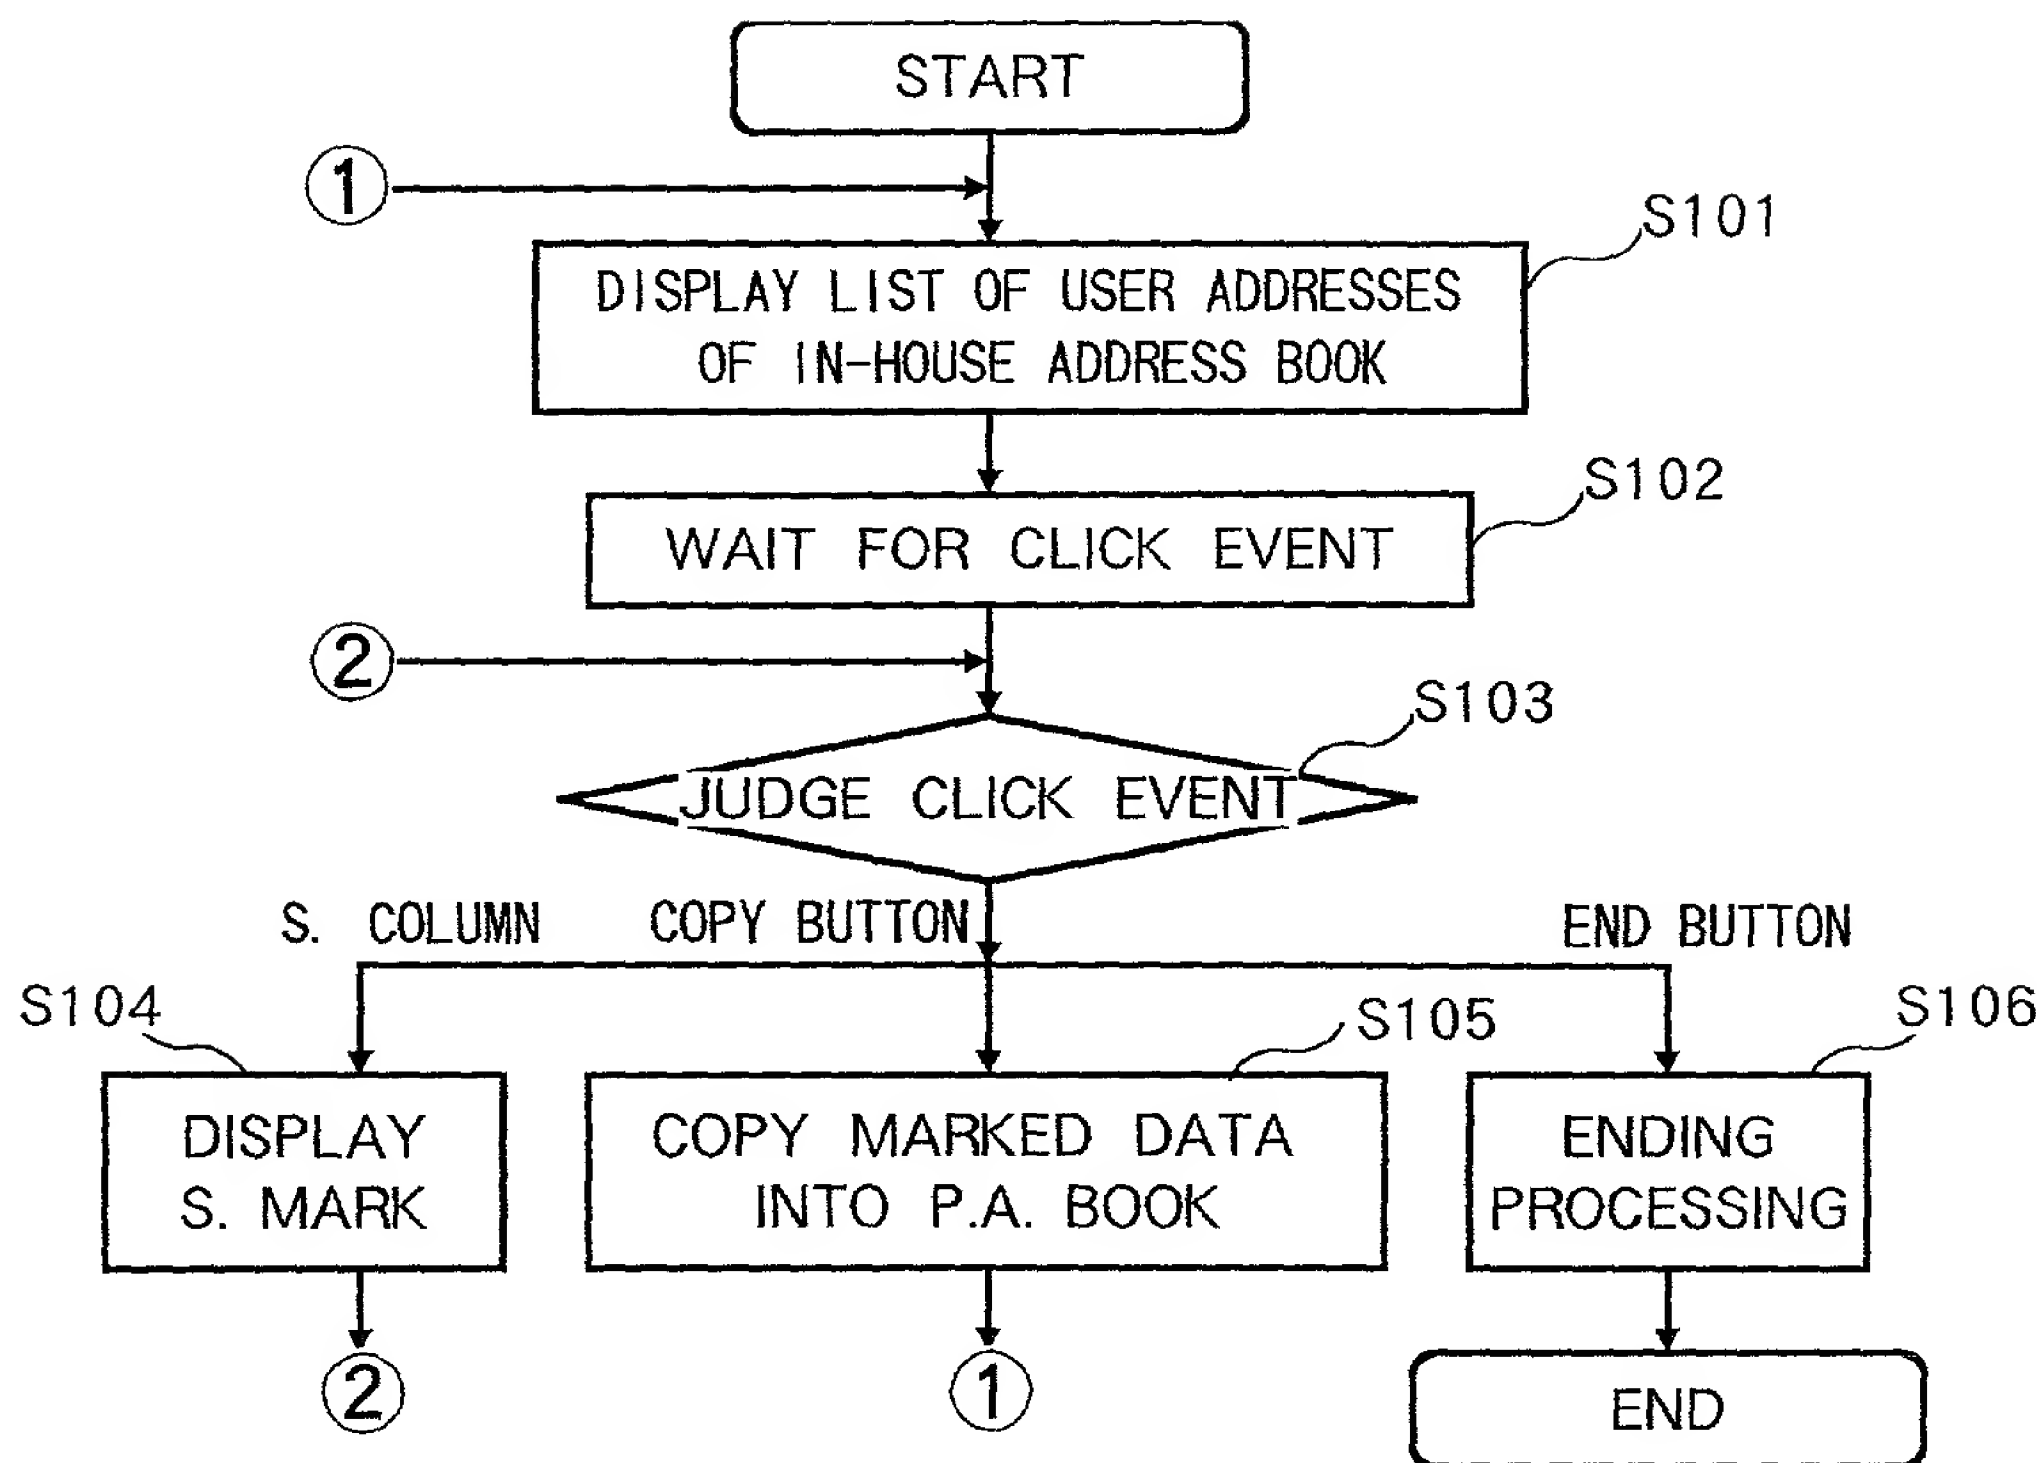 START
①
S101
DISPLAY LIST OF USER ADDRESSES
OF IN-HOUSE ADDRESS BOOK
S102
WAIT FOR CLICK EVENT
②
S103
JUDGE CLICK EVENT
S. COLUMN
COPY BUTTON
END BUTTON
S104
S105
S106
DISPLAY
S. MARK
COPY MARKED DATA
INTO P.A. BOOK
ENDING
PROCESSING
②
①
END